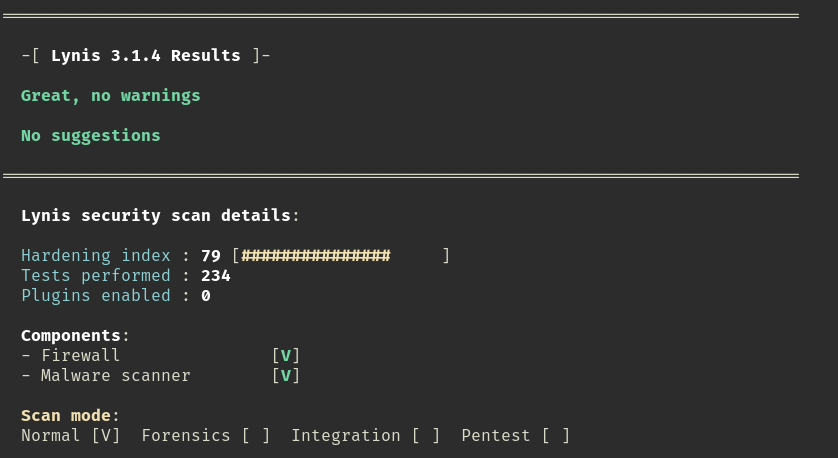 ================================================================================
-[ Lynis 3.1.4 Results ]-
Great, no warnings
No suggestions
================================================================================
Lynis security scan details:
Hardening index : 79 [###############     ]
Tests performed : 234
Plugins enabled : 0
Components:
- Firewall               [V]
- Malware scanner        [V]
Scan mode:
Normal [V]  Forensics [ ]  Integration [ ]  Pentest [ ]